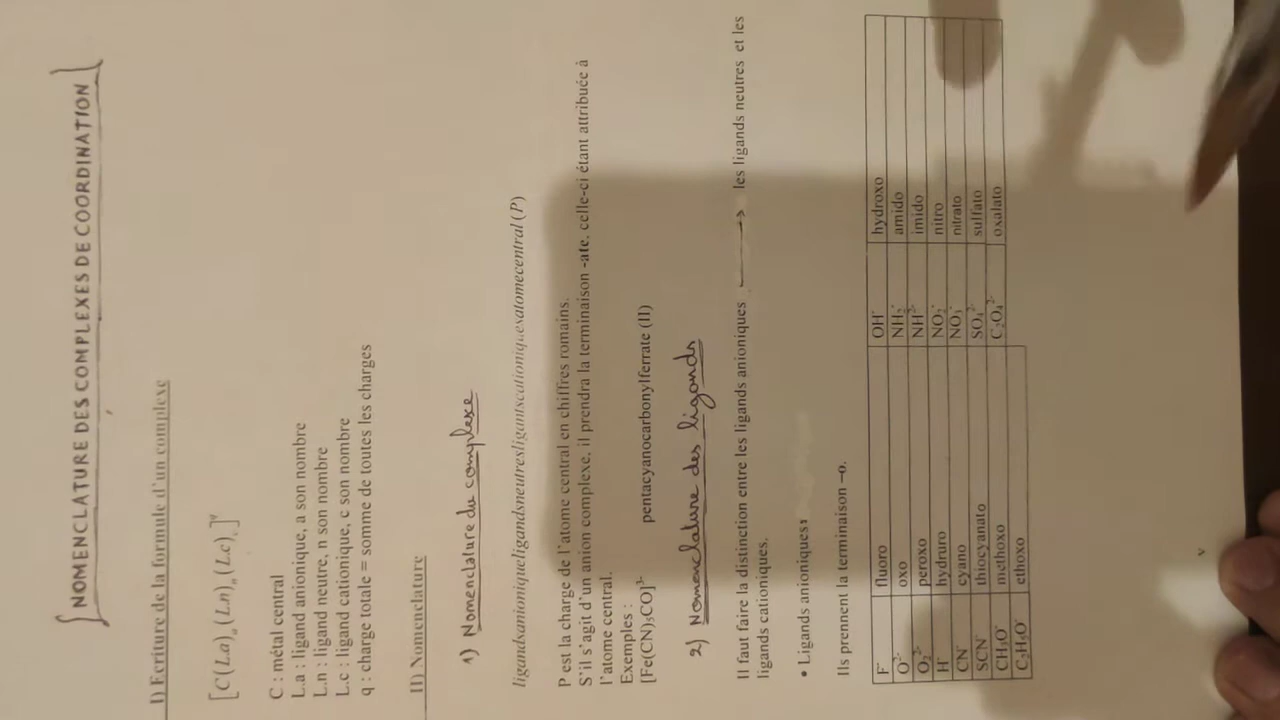 NOMENCLATURE DES COMPLEXES DE COORDINATION
I) Ecriture de la formule d'un complexe
[C(La)a(Ln)n(Lc)c]q
C : métal central
L.a : ligand anionique, a son nombre
L.n : ligand neutre, n son nombre
L.c : ligand cationique, c son nombre
q : charge totale = somme de toutes les charges
II) Nomenclature
1) Nomenclature du complexe
ligandsanioniqueligandsneutresligantscationiquesatomecentral(P)
P est la charge de l'atome central en chiffres romains.
S'il s'agit d'un anion complexe, il prendra la terminaison -ate, celle-ci étant attribuée à
l'atome central.
Exemples :
[Fe(CN)5CO]3- pentacyanocarbonylferrate (II)
2) Nomenclature des ligands
Il faut faire la distinction entre les ligands anioniques → les ligands neutres et les
ligands cationiques.
• Ligands anioniques :
Ils prennent la terminaison –o.
F- fluoro OH- hydroxo
O2- oxo NH2- amido
O22- peroxo NH2- imido
H- hydruro NO2- nitro
CN- cyano NO3- nitrato
SCN- thiocyanato SO42- sulfato
CH3O- methoxo C2O42- oxalato
C2H5O- ethoxo